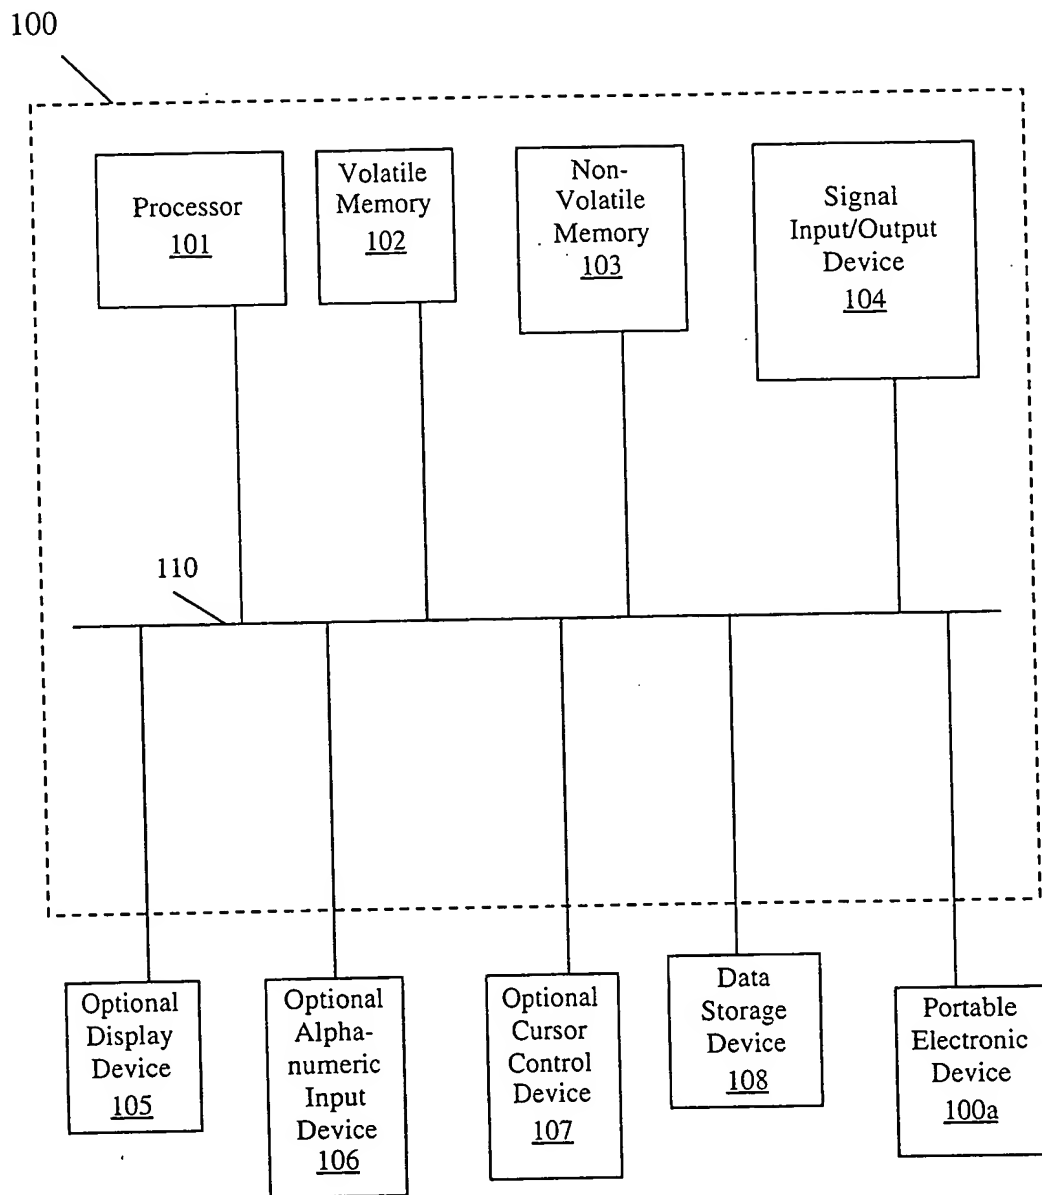 100
Processor
101
Volatile
Memory
102
Non-
Volatile
Memory
103
Signal
Input/Output
Device
104
110
Optional
Display
Device
105
Optional
Alpha-
numeric
Input
Device
106
Optional
Cursor
Control
Device
107
Data
Storage
Device
108
Portable
Electronic
Device
100a